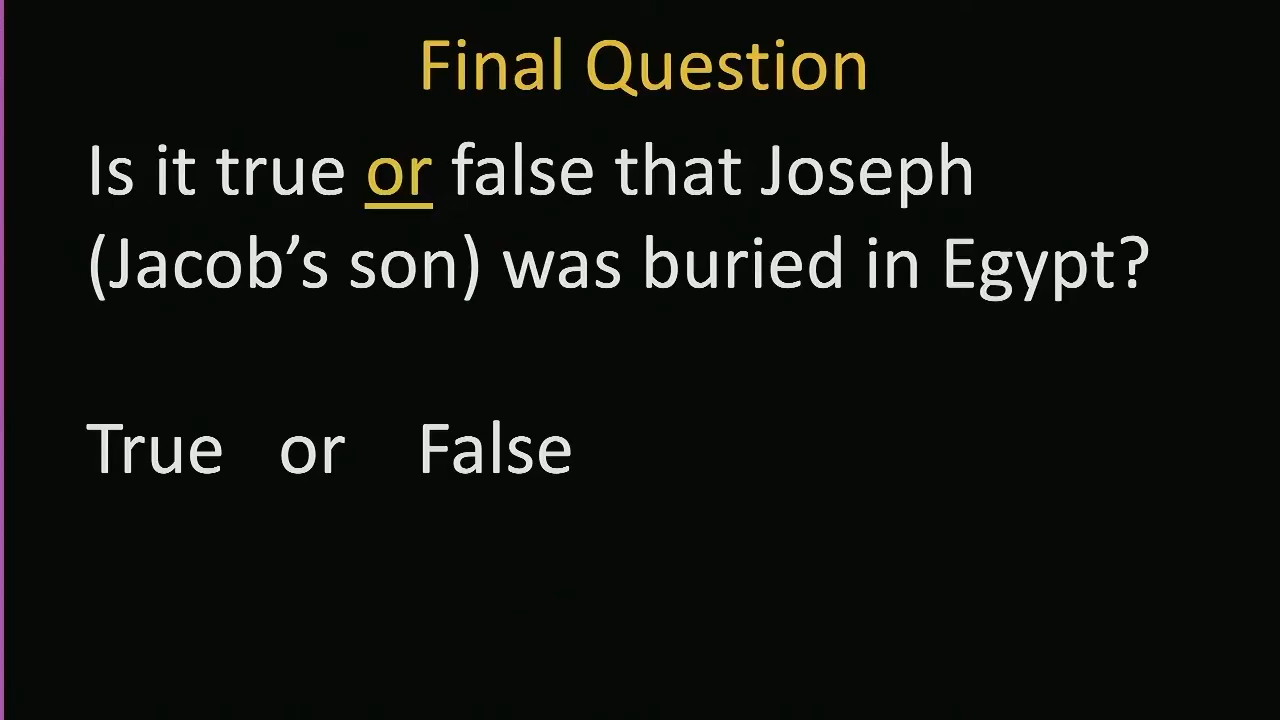 Final Question
Is it true or false that Joseph
(Jacob’s son) was buried in Egypt?
True or False